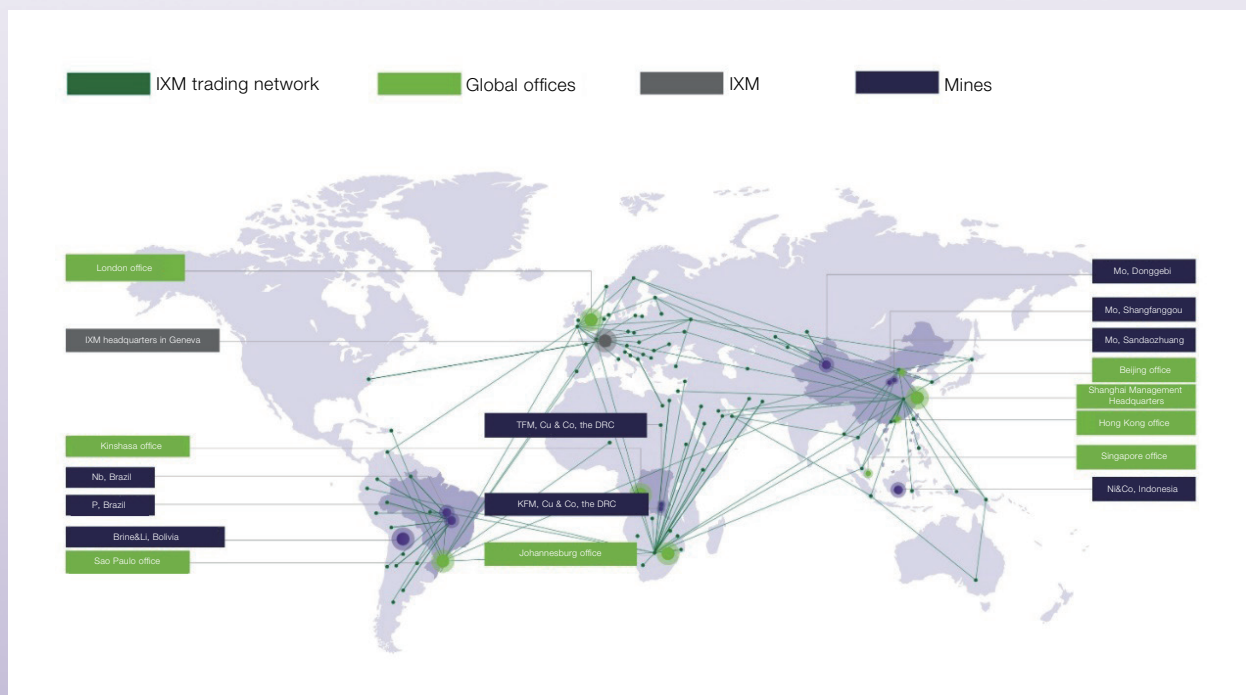 IXM trading network
Global offices
IXM
Mines
London office
IXM headquarters in Geneva
Kinshasa office
Nb, Brazil
P, Brazil
Brine&Li, Bolivia
Sao Paulo office
TFM, Cu & Co, the DRC
KFM, Cu & Co, the DRC
Johannesburg office
Mo, Donggebi
Mo, Shangfanggou
Mo, Sandaozhuang
Beijing office
Shanghai Management
Headquarters
Hong Kong office
Singapore office
Ni&Co, Indonesia